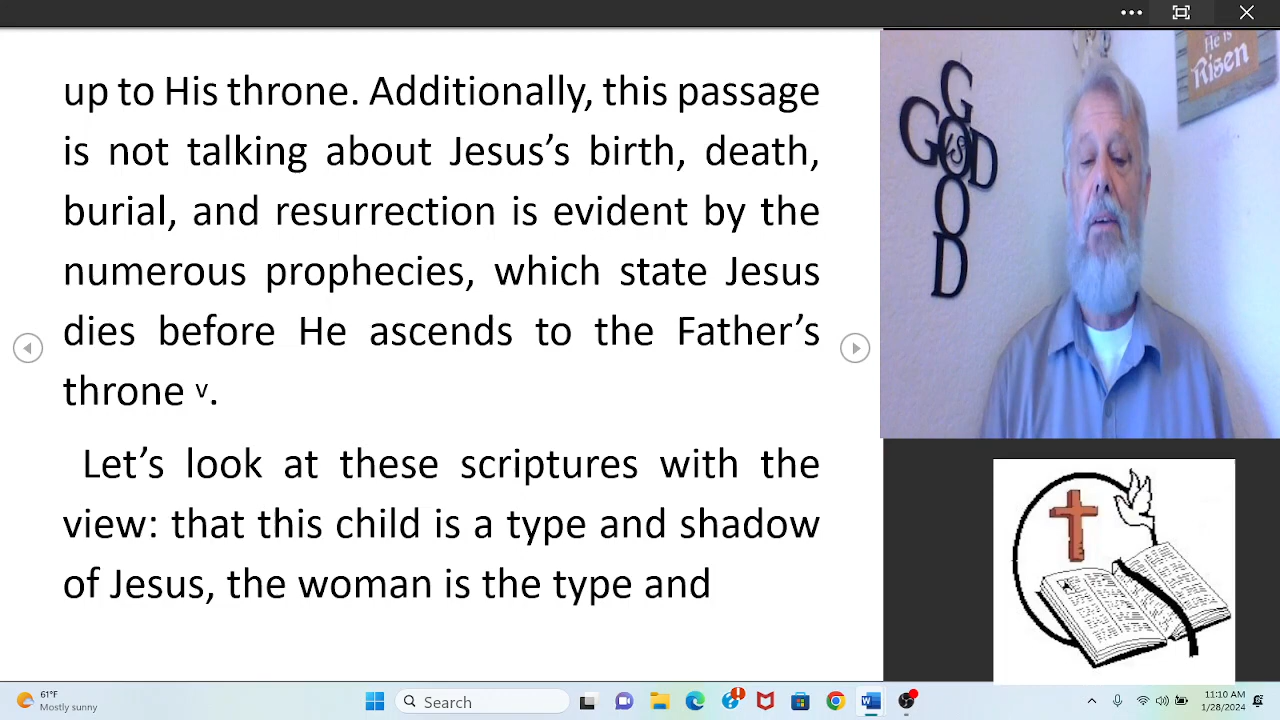 up to His throne. Additionally, this passage
is not talking about Jesus’s birth, death,
burial, and resurrection is evident by the
numerous prophecies, which state Jesus
dies before He ascends to the Father’s
throne v.
Let’s look at these scriptures with the
view: that this child is a type and shadow
of Jesus, the woman is the type and
He is
Risen
GOD
is
GOOD
61°F
Mostly sunny
Search
11:10 AM
1/28/2024